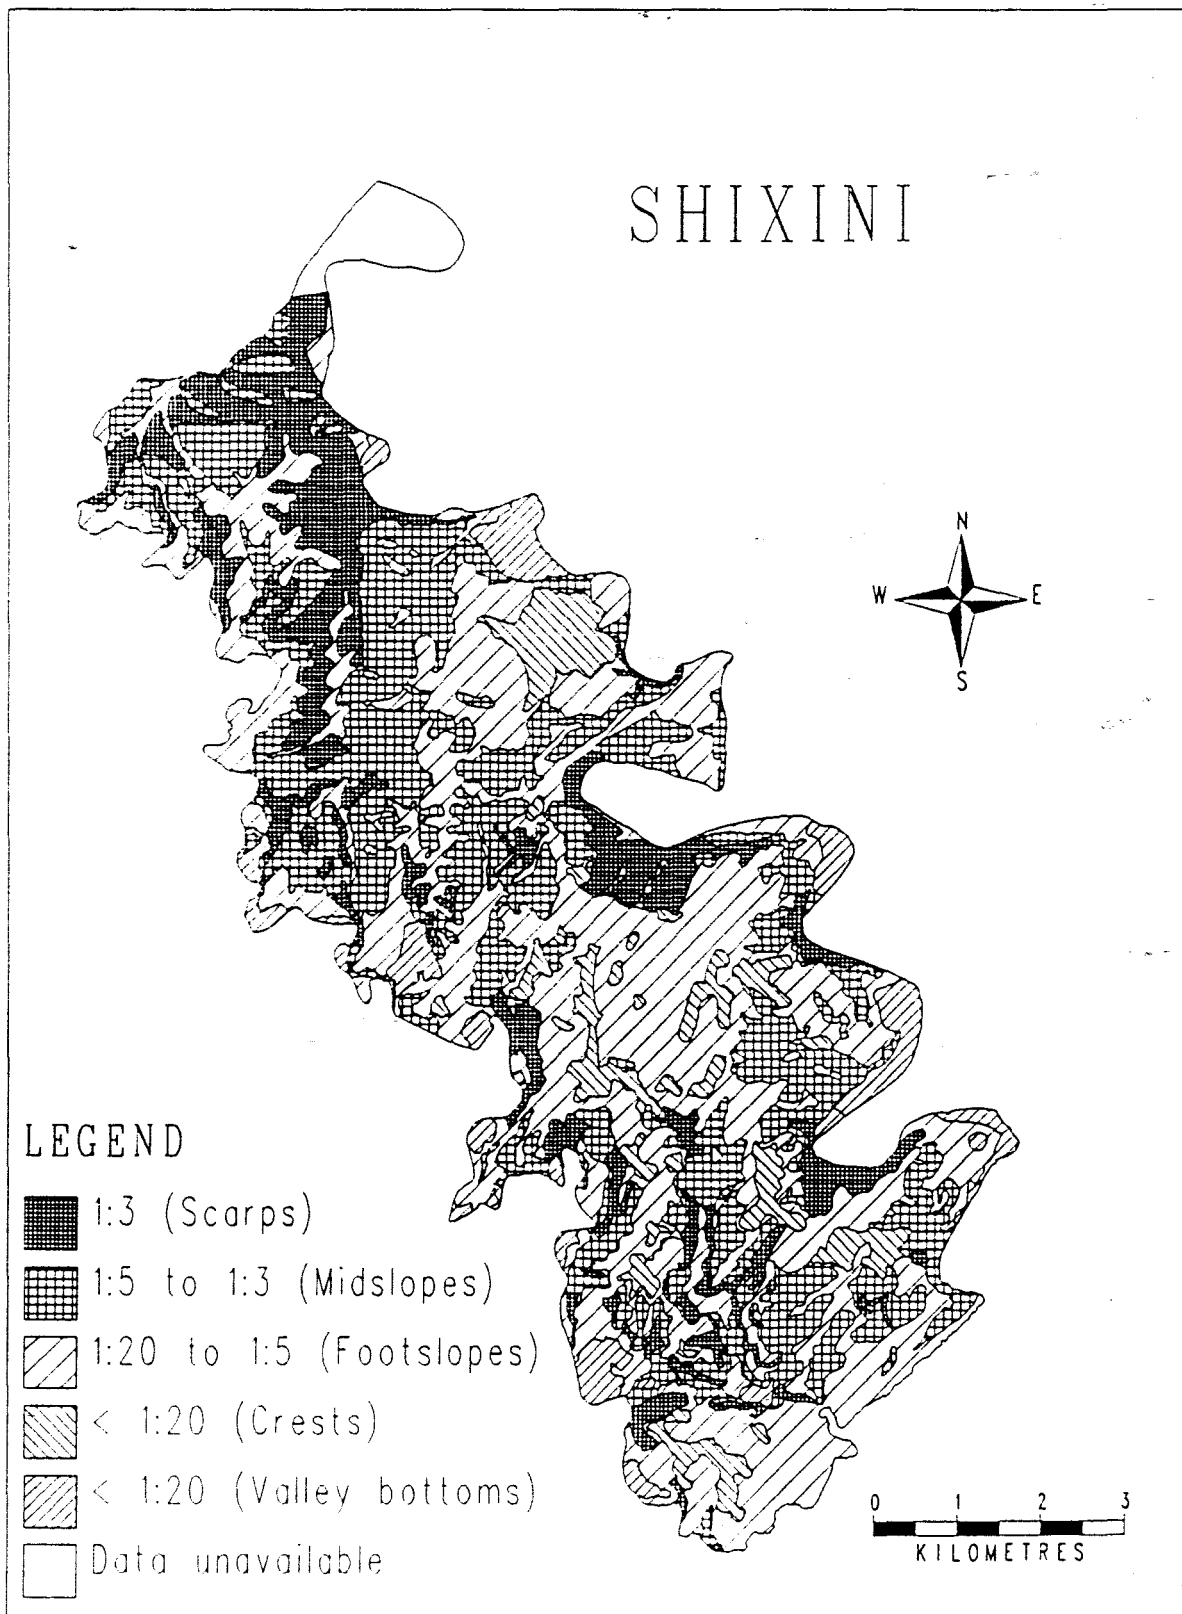 SHIXINI
N
W E
S
LEGEND
1:3 (Scarps)
1:5 to 1:3 (Midslopes)
1:20 to 1:5 (Footslopes)
< 1:20 (Crests)
< 1:20 (Valley bottoms)
Data unavailable
0 1 2 3
KILOMETRES